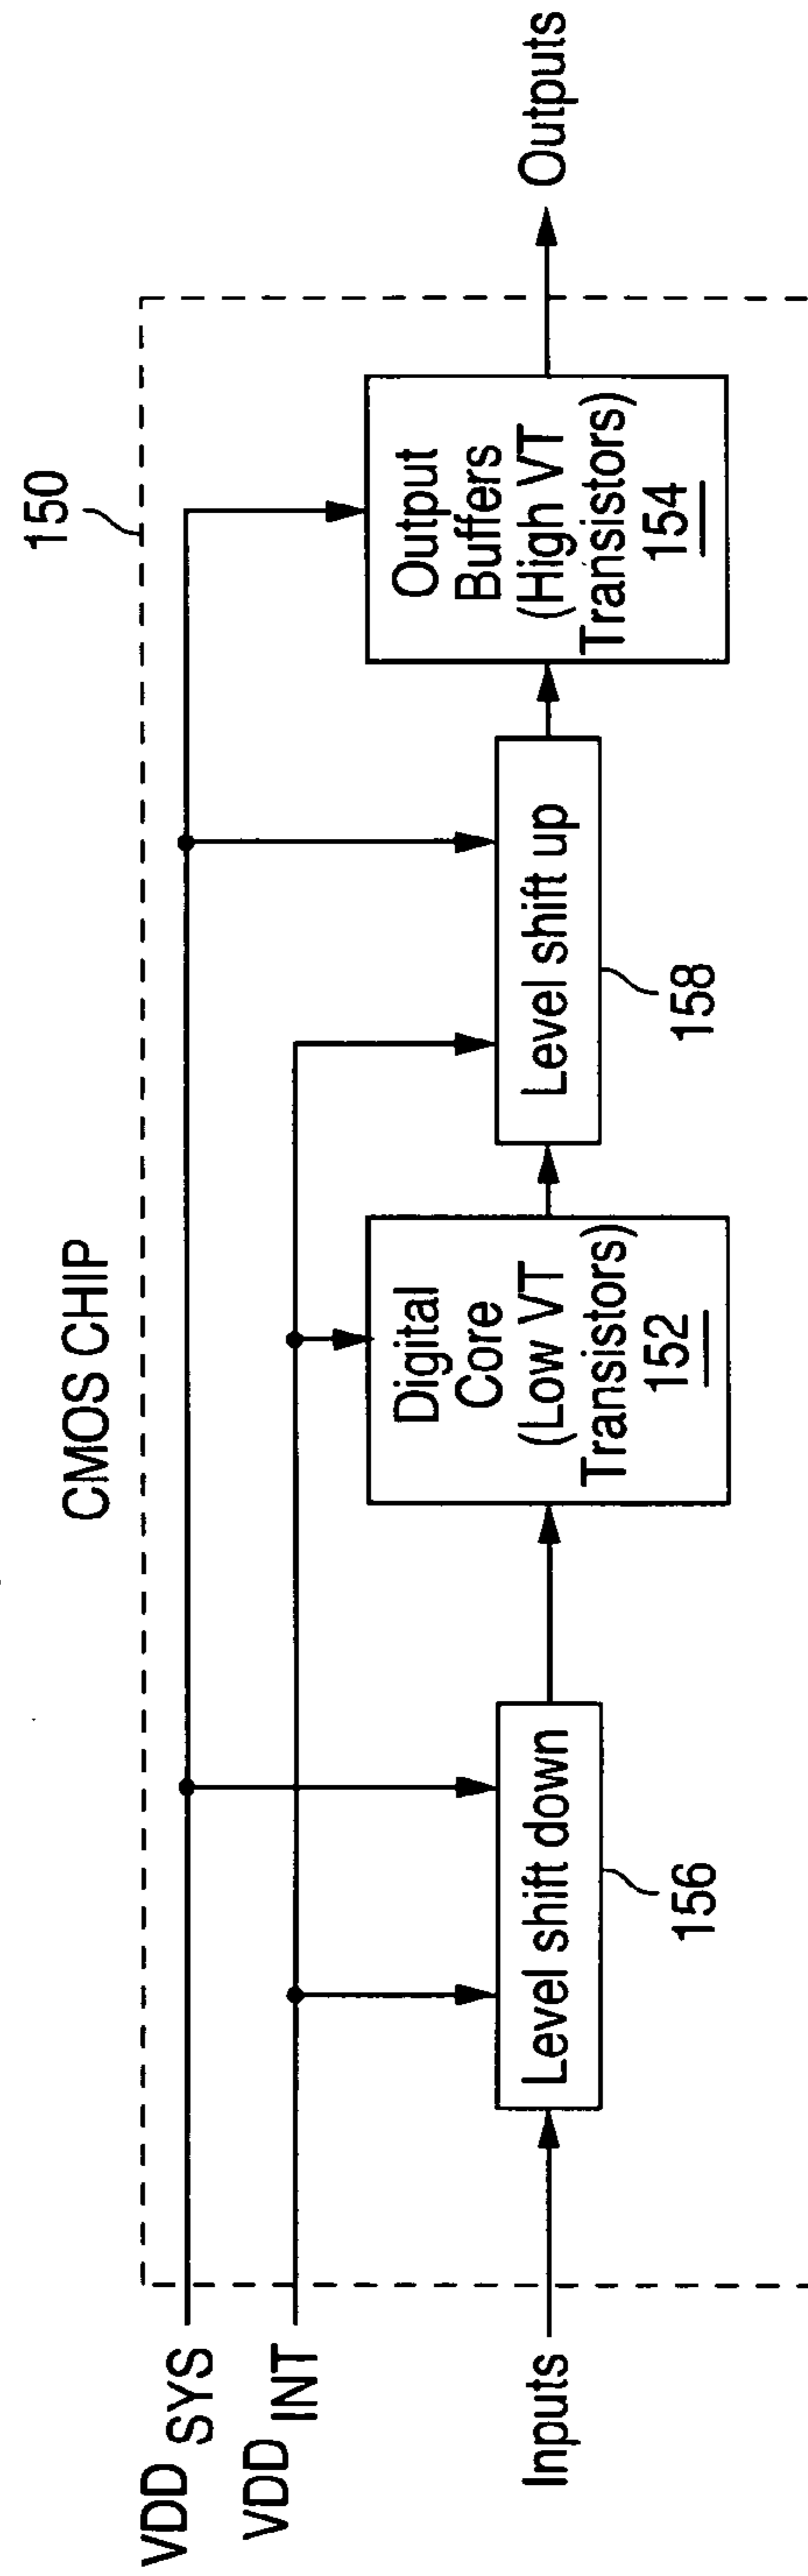 CMOS CHIP
150
VDD SYS
VDD INT
Inputs
Level shift down
156
Digital
Core
(Low VT
Transistors)
152
Level shift up
158
Output
Buffers
(High VT
Transistors)
154
Outputs